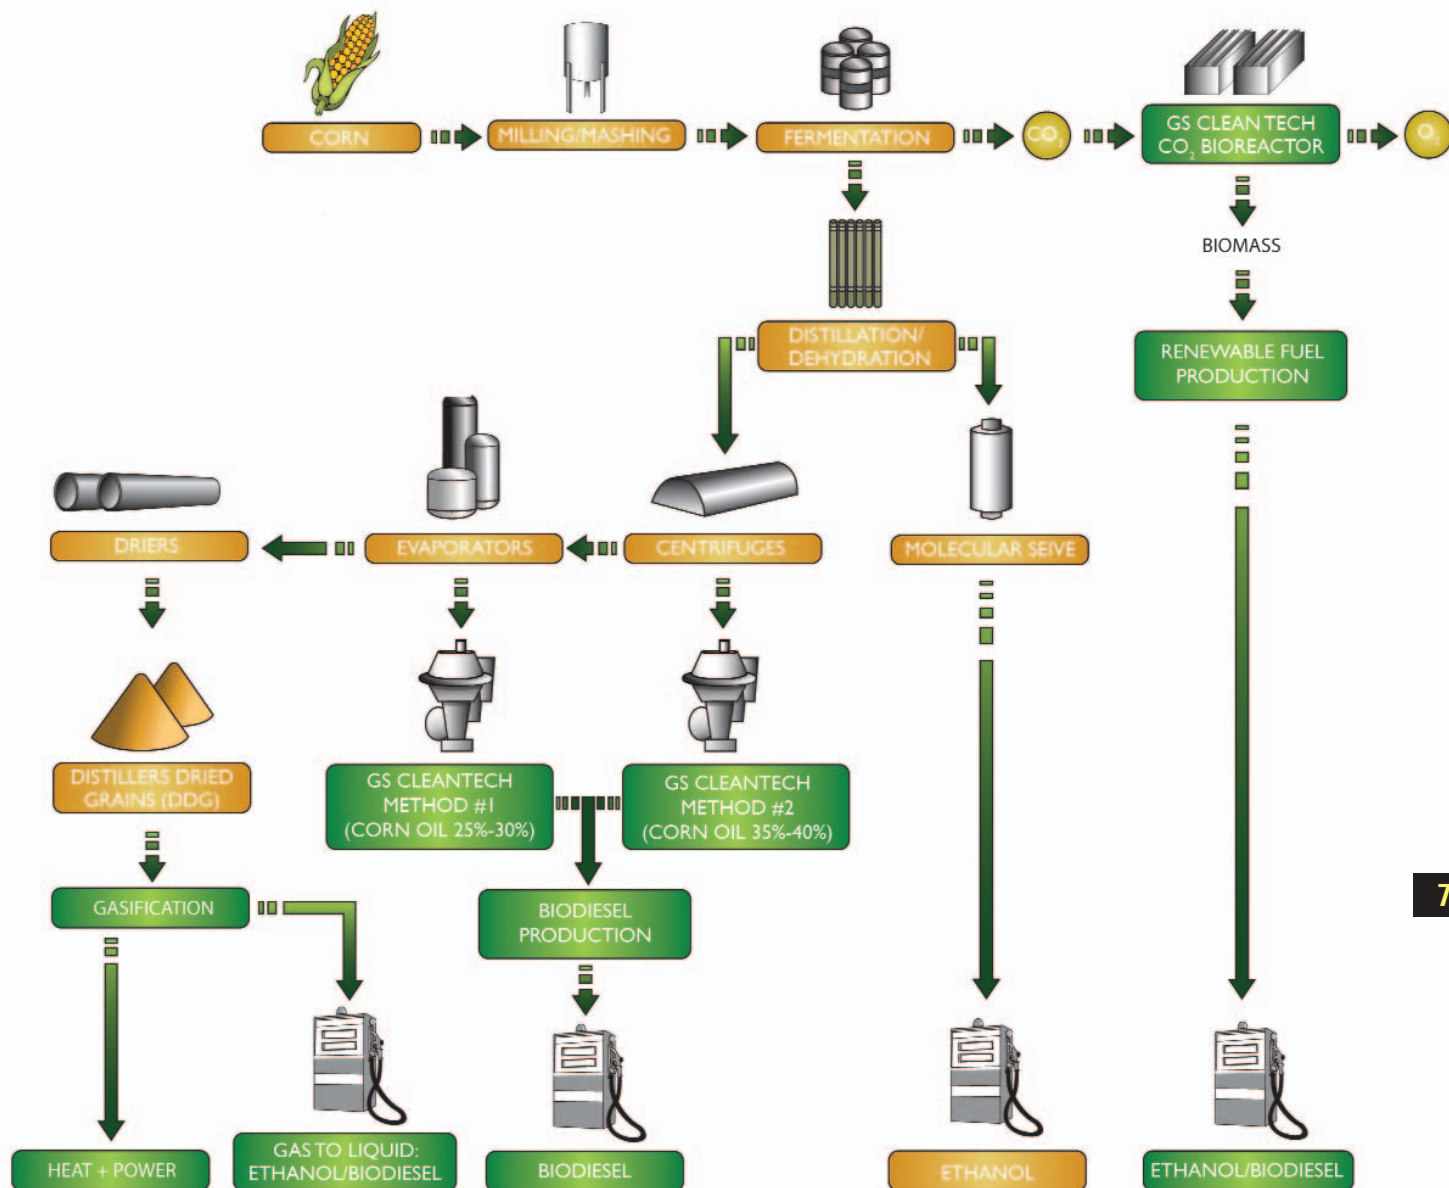 CORN
MILLING/MASHING
FERMENTATION
CO₂
GS CLEAN TECH
CO₂ BIOREACTOR
O₂
BIOMASS
DISTILLATION/
DEHYDRATION
RENEWABLE FUEL
PRODUCTION
DRIERS
EVAPORATORS
CENTRIFUGES
MOLECULAR SEIVE
DISTILLERS DRIED
GRAINS (DDG)
GS CLEANTECH
METHOD #1
(CORN OIL 25%-30%)
GS CLEANTECH
METHOD #2
(CORN OIL 35%-40%)
GASIFICATION
BIODIESEL
PRODUCTION
7
HEAT + POWER
GAS TO LIQUID:
ETHANOL/BIODIESEL
BIODIESEL
ETHANOL
ETHANOL/BIODIESEL